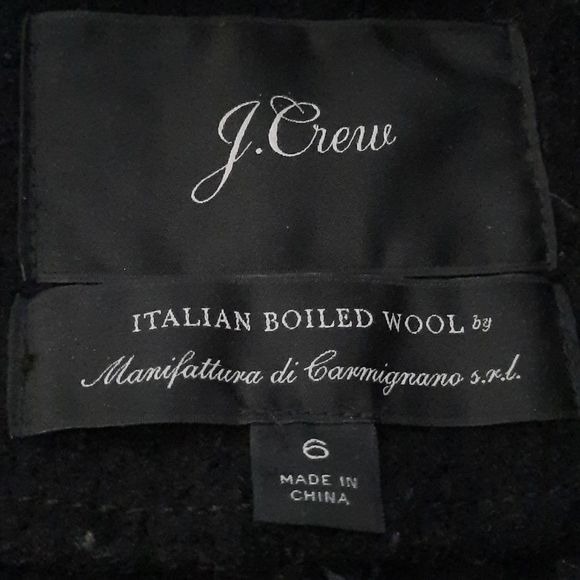 J.Crew
ITALIAN BOILED WOOL by
Manifattura di Carmignano s.r.l.
6
MADE IN
CHINA